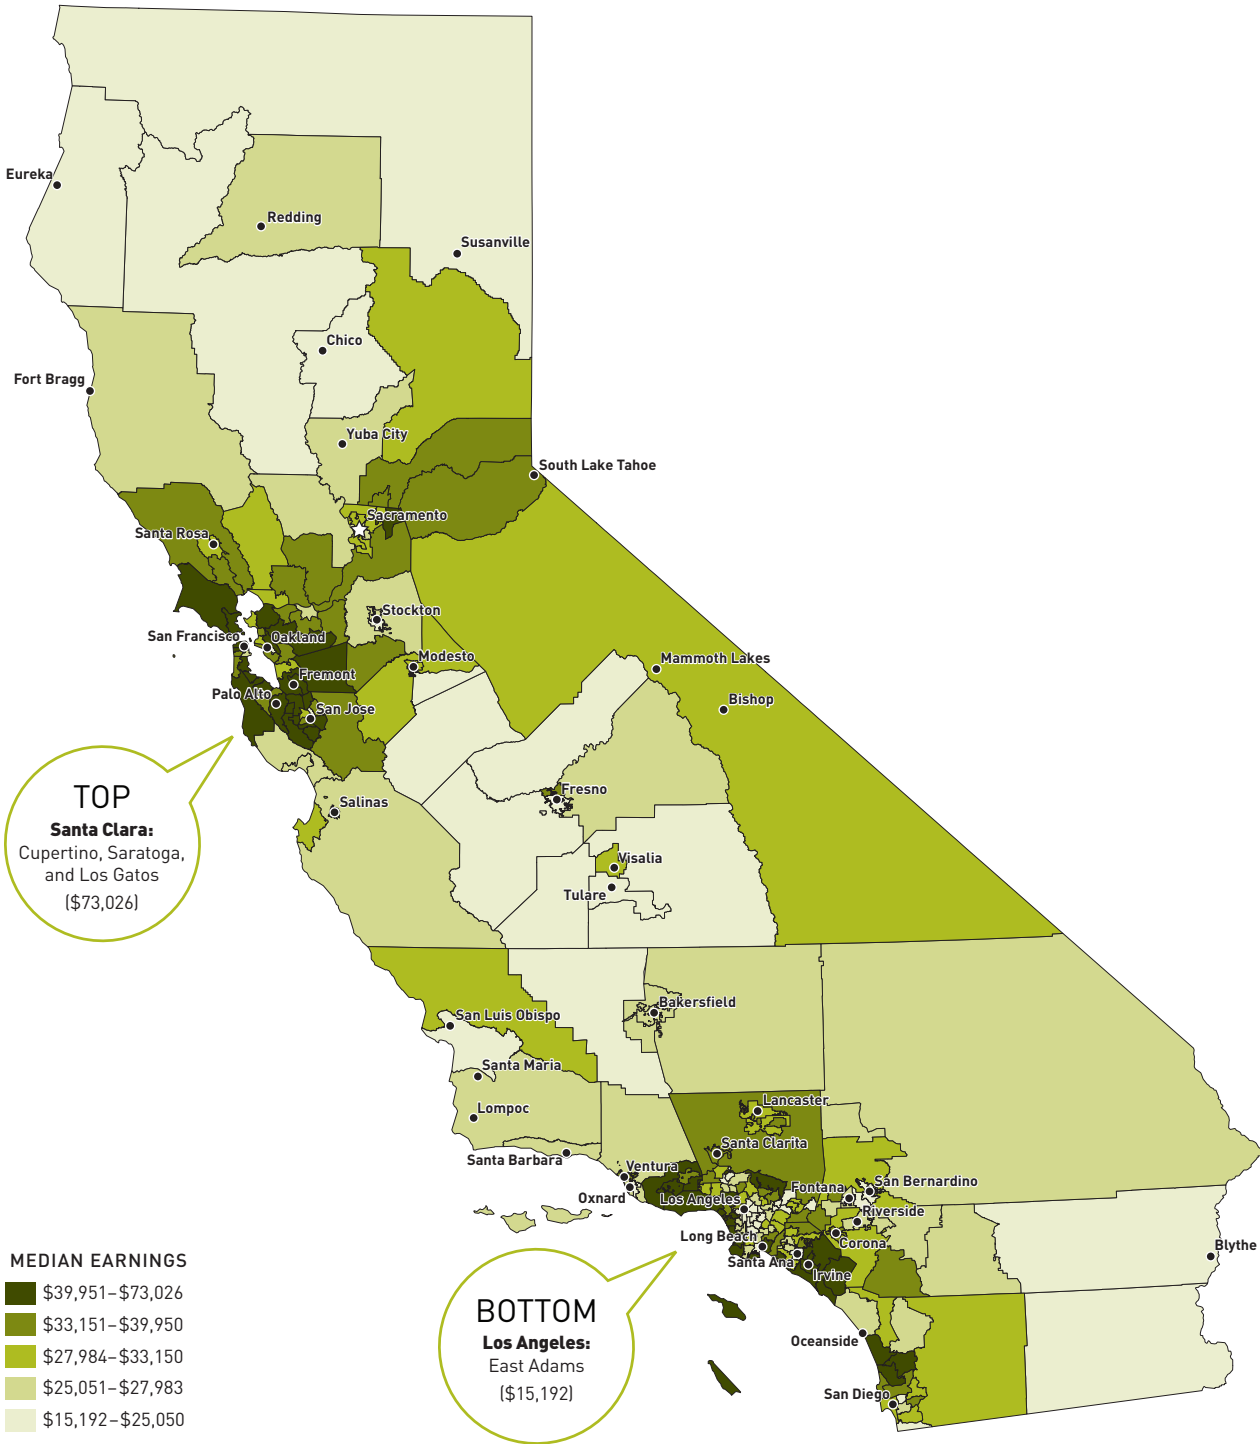 Eureka
Redding
Susanville
Chico
Fort Bragg
Yuba City
South Lake Tahoe
Sacramento
Santa Rosa
Stockton
San Francisco
Oakland
Modesto
Mammoth Lakes
Fremont
Palo Alto
Bishop
San Jose
TOP
Santa Clara:
Cupertino, Saratoga,
and Los Gatos
($73,026)
Salinas
Fresno
Visalia
Tulare
Bakersfield
San Luis Obispo
Santa Maria
Lompoc
Lancaster
Santa Clarita
Santa Barbara
Ventura
Oxnard
Los Angeles
Fontana
San Bernardino
Riverside
Long Beach
Corona
Santa Ana
Irvine
Blythe
Oceanside
San Diego
BOTTOM
Los Angeles:
East Adams
($15,192)
MEDIAN EARNINGS
$39,951–$73,026
$33,151–$39,950
$27,984–$33,150
$25,051–$27,983
$15,192–$25,050